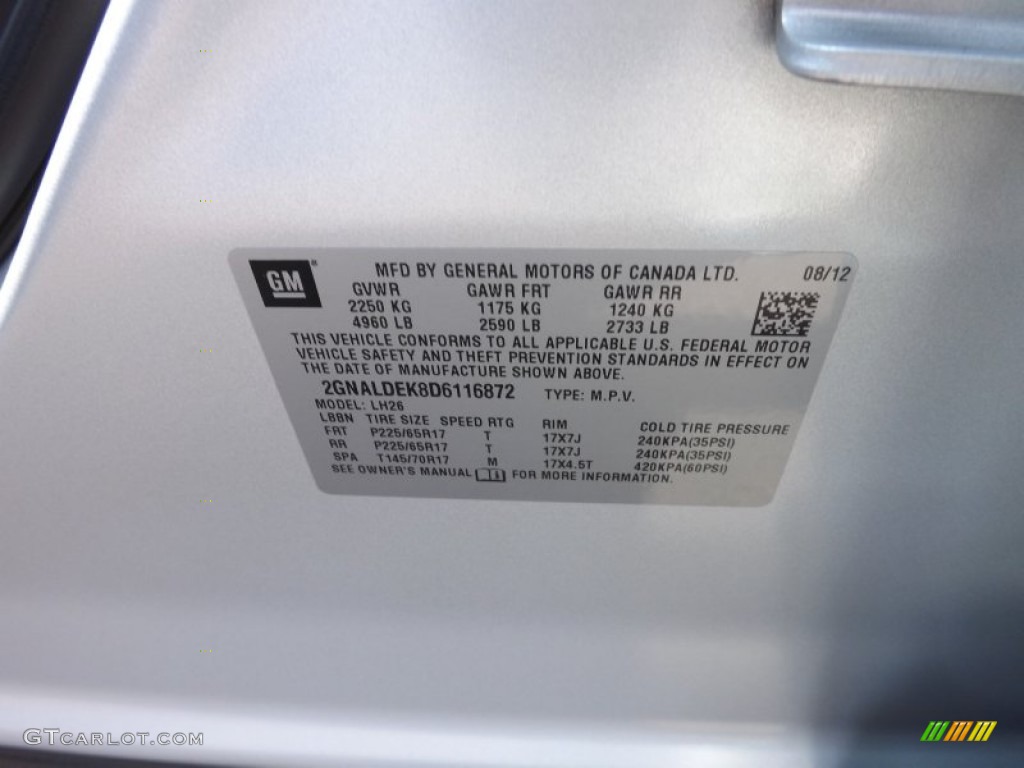 GM
MFD BY GENERAL MOTORS OF CANADA LTD. 08/12
GVWR GAWR FRT GAWR RR
2250 KG 1175 KG 1240 KG
4960 LB 2590 LB 2733 LB
THIS VEHICLE CONFORMS TO ALL APPLICABLE U.S. FEDERAL MOTOR
VEHICLE SAFETY AND THEFT PREVENTION STANDARDS IN EFFECT ON
THE DATE OF MANUFACTURE SHOWN ABOVE.
2GNALDEK8D6116872 TYPE: M.P.V.
MODEL: LH26
LBBN TIRE SIZE SPEED RTG RIM COLD TIRE PRESSURE
FRT P225/65R17 T 17X7J 240KPA(35PSI)
RR P225/65R17 T 17X7J 240KPA(35PSI)
SPA T145/70R17 M 17X4.5T 420KPA(60PSI)
SEE OWNER'S MANUAL FOR MORE INFORMATION.
GTCARLOT.COM